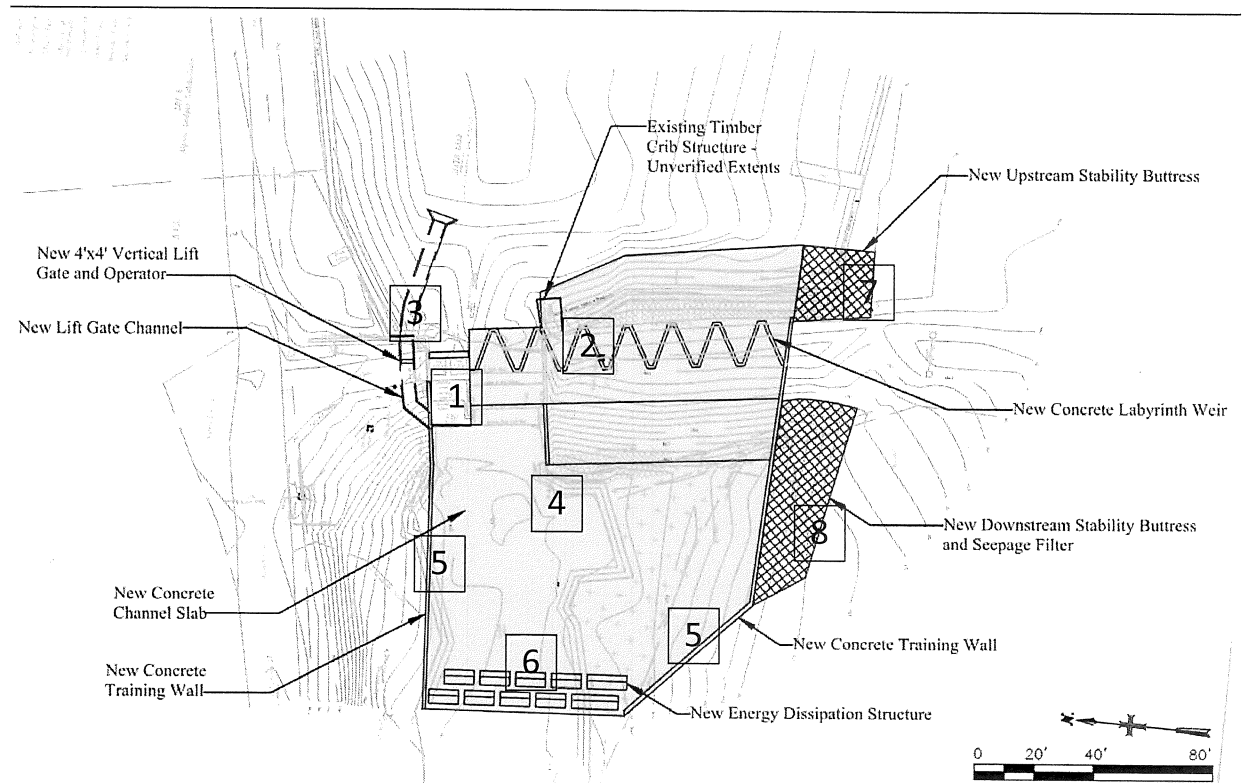 Existing Timber
Crib Structure -
Unverified Extents
New Upstream Stability Buttress
New 4'x4' Vertical Lift
Gate and Operator
New Lift Gate Channel
3
7
2
1
New Concrete Labyrinth Weir
4
8
New Downstream Stability Buttress
and Seepage Filter
5
New Concrete
Channel Slab
5
New Concrete Training Wall
6
New Concrete
Training Wall
New Energy Dissipation Structure
0 20' 40' 80'